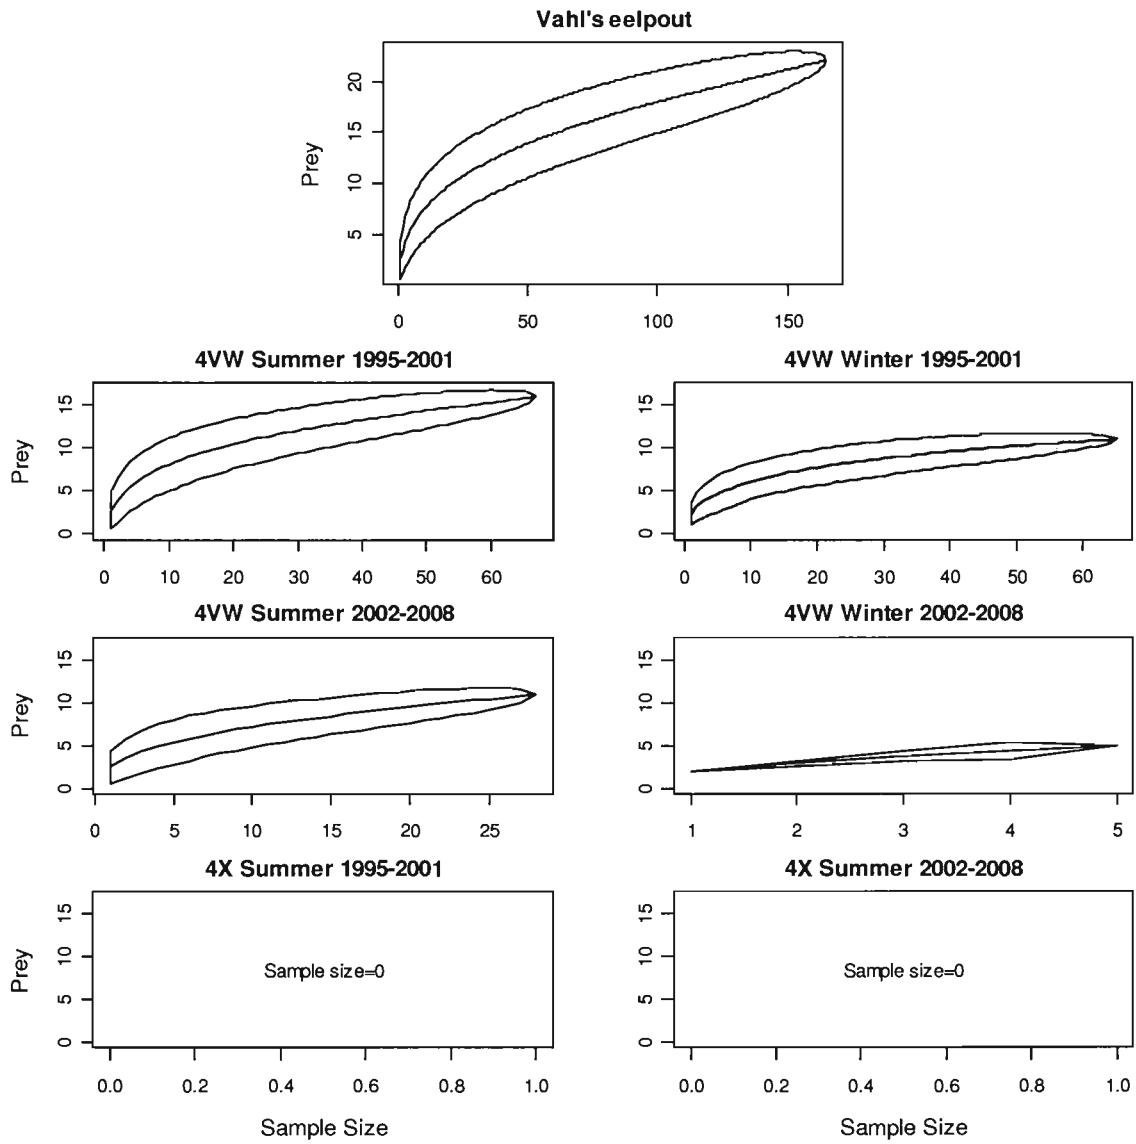 Vahl's eelpout
Prey
5 10 15 20
0 50 100 150
4VW Summer 1995-2001
Prey
0 5 10 15
0 10 20 30 40 50 60
4VW Winter 1995-2001
0 5 10 15
0 10 20 30 40 50 60
4VW Summer 2002-2008
Prey
0 5 10 15
0 5 10 15 20 25
4VW Winter 2002-2008
0 5 10 15
1 2 3 4 5
4X Summer 1995-2001
Prey
0 5 10 15
Sample size=0
0.0 0.2 0.4 0.6 0.8 1.0
Sample Size
4X Summer 2002-2008
0 5 10 15
Sample size=0
0.0 0.2 0.4 0.6 0.8 1.0
Sample Size